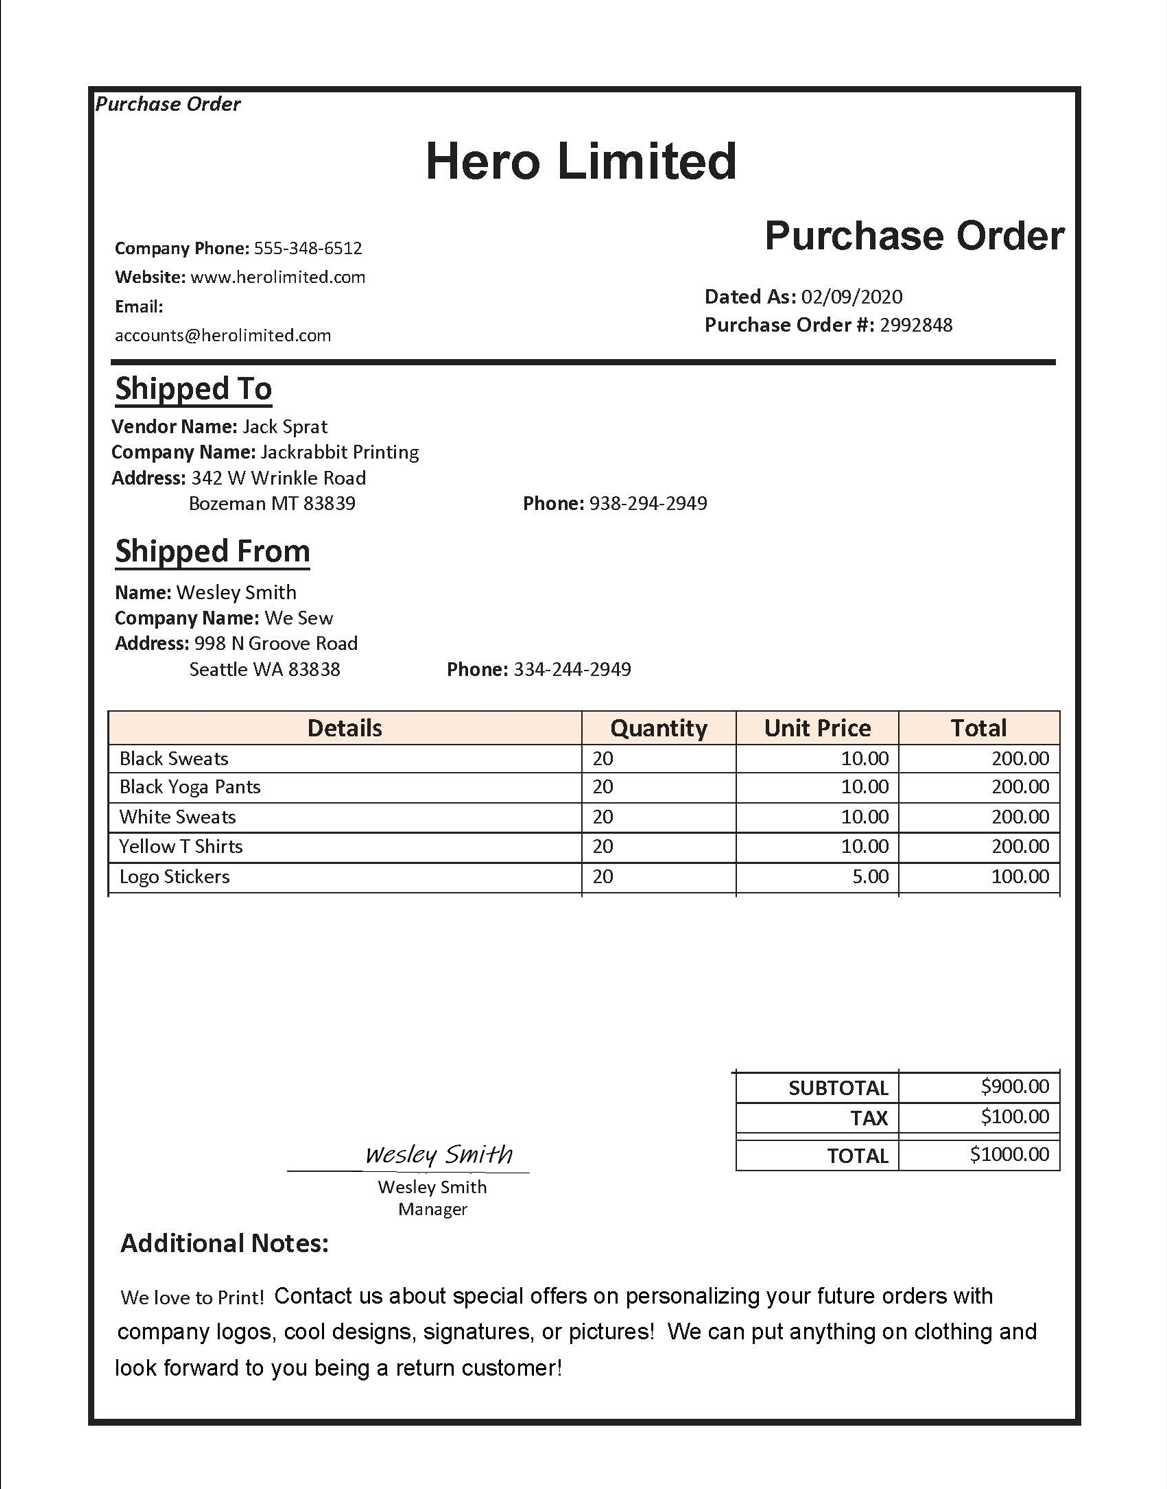 Purchase Order
Hero Limited
Purchase Order
Company Phone: 555-348-6512
Website: www.herolimited.com
Email:
accounts@herolimited.com
Dated As: 02/09/2020
Purchase Order #: 2992848
Shipped To
Vendor Name: Jack Sprat
Company Name: Jackrabbit Printing
Address: 342 W Wrinkle Road
Bozeman MT 83839 Phone: 938-294-2949
Shipped From
Name: Wesley Smith
Company Name: We Sew
Address: 998 N Groove Road
Seattle WA 83838 Phone: 334-244-2949
Details Quantity Unit Price Total
Black Sweats 20 10.00 200.00
Black Yoga Pants 20 10.00 200.00
White Sweats 20 10.00 200.00
Yellow T Shirts 20 10.00 200.00
Logo Stickers 20 5.00 100.00
SUBTOTAL $900.00
TAX $100.00
TOTAL $1000.00
Wesley Smith
Wesley Smith
Manager
Additional Notes:
We love to Print! Contact us about special offers on personalizing your future orders with
company logos, cool designs, signatures, or pictures! We can put anything on clothing and
look forward to you being a return customer!